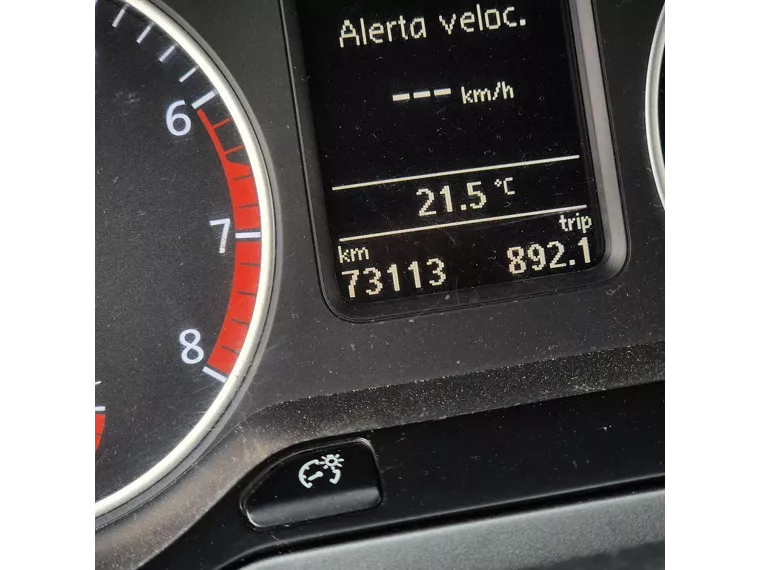 Alerta veloc.
--- km/h
21.5 °C
km trip
73113 892.1
6
7
8